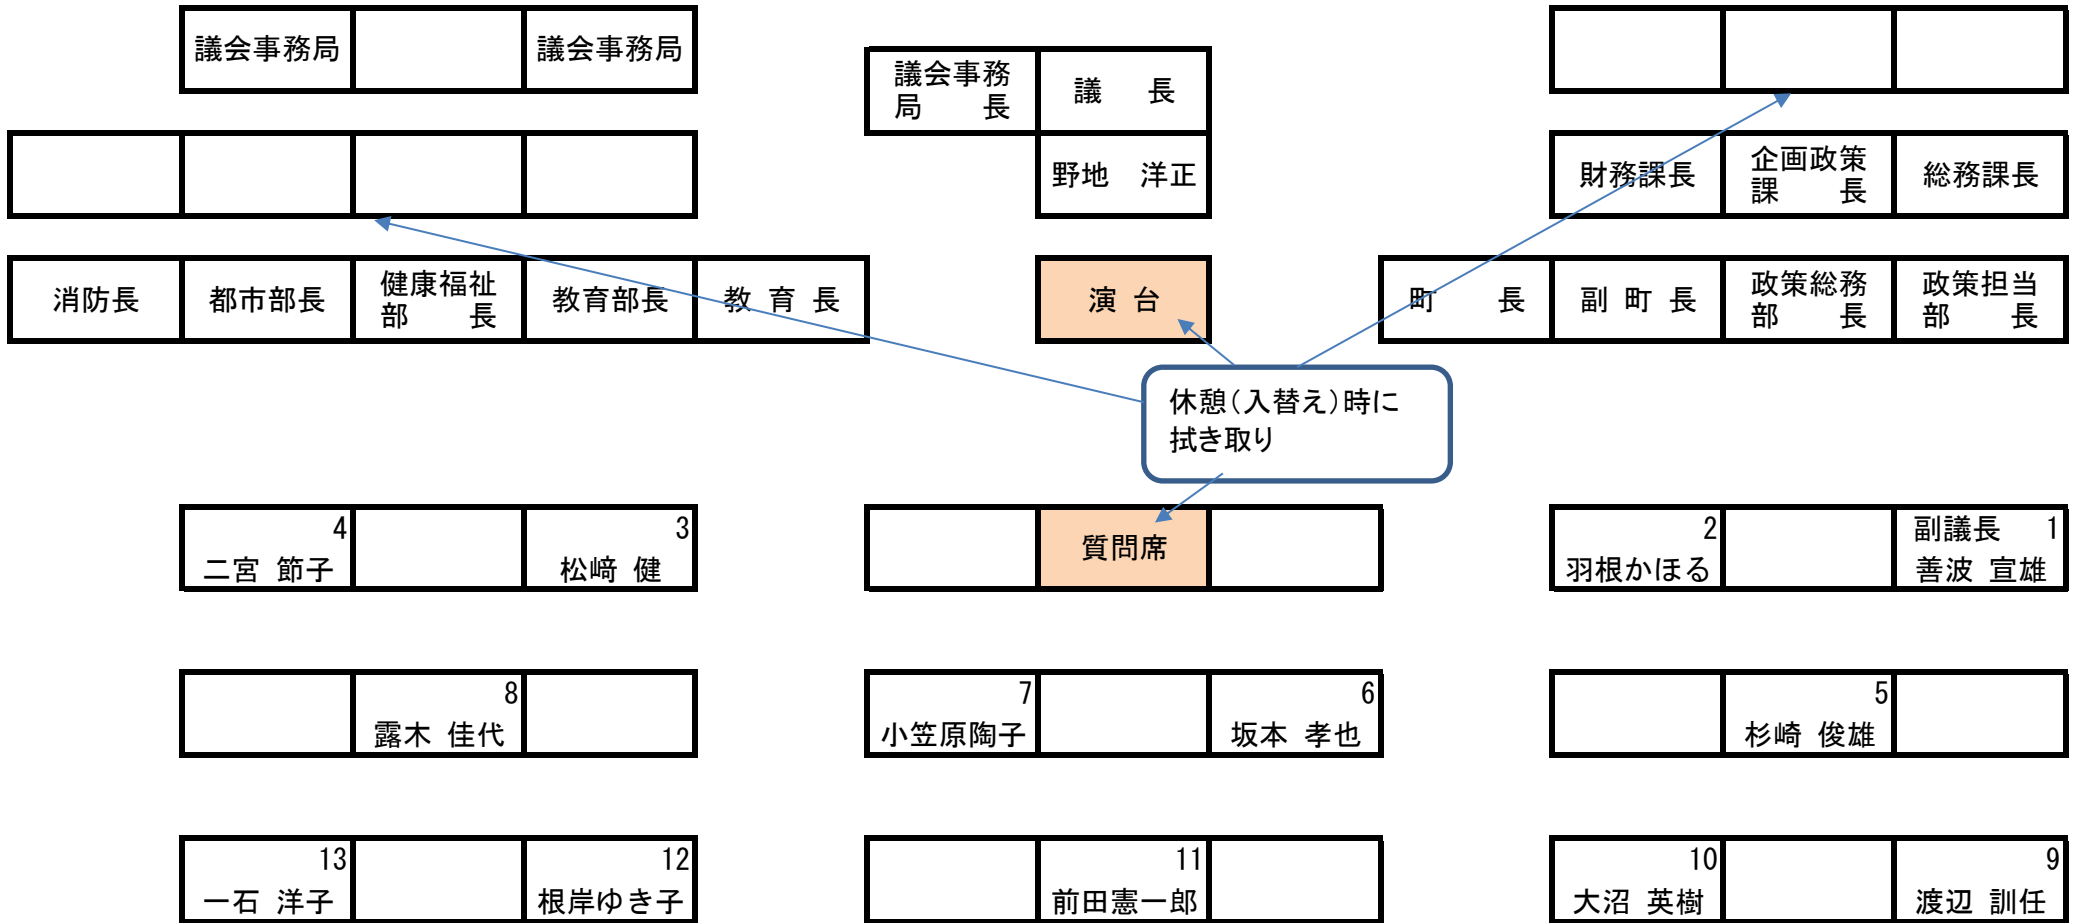 議会事務局
議会事務局
議会事務
局　　長
議　長
野地　洋正
財務課長
企画政策
課　　長
総務課長
消防長
都市部長
健康福祉
部　　長
教育部長
教 育 長
演 台
町　　長
副 町 長
政策総務
部　　長
政策担当
部　　長
休憩（入替え）時に
拭き取り
4
二宮 節子
3
松﨑 健
質問席
2
羽根かほる
副議長 1
善波 宣雄
8
露木 佳代
7
小笠原陶子
6
坂本 孝也
5
杉崎 俊雄
13
一石 洋子
12
根岸ゆき子
11
前田憲一郎
10
大沼 英樹
9
渡辺 訓任